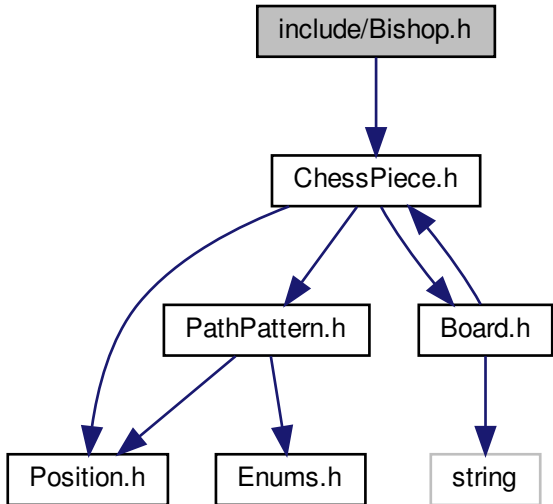 include/Bishop.h
ChessPiece.h
PathPattern.h
Board.h
Position.h
Enums.h
string